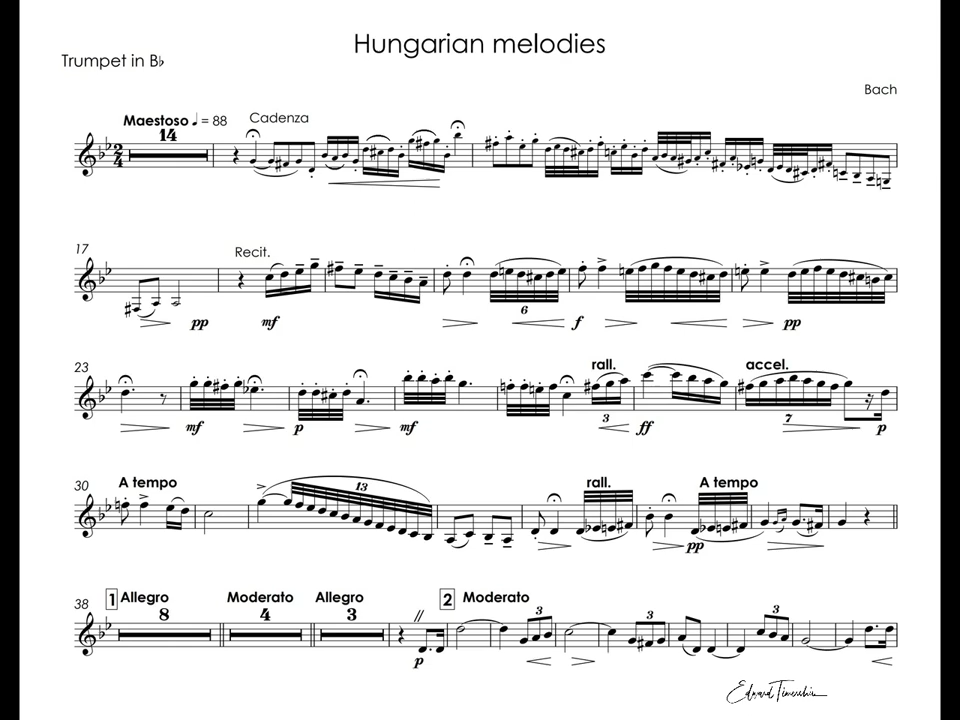 Hungarian melodies
Trumpet in B♭
Bach
Maestoso ♩ = 88 Cadenza
14
17 Recit.
pp mf 6 f pp
23 rall. accel.
mf p mf 3 ff 7 p
30 A tempo 13 rall. A tempo
pp
38 1 Allegro Moderato Allegro 2 Moderato
8 4 3 3 3 3
p